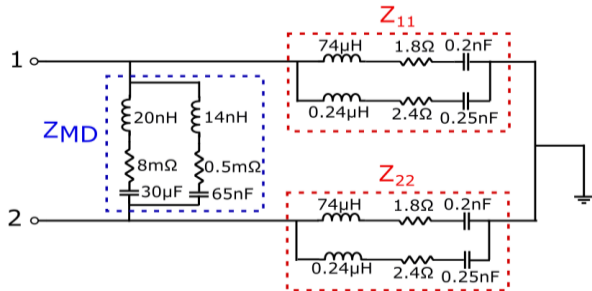 Z11
74µH 1.8Ω 0.2nF
1
0.24µH 2.4Ω 0.25nF
ZMD
20nH 14nH
8mΩ 0.5mΩ
30µF 65nF
Z22
74µH 1.8Ω 0.2nF
2
0.24µH 2.4Ω 0.25nF